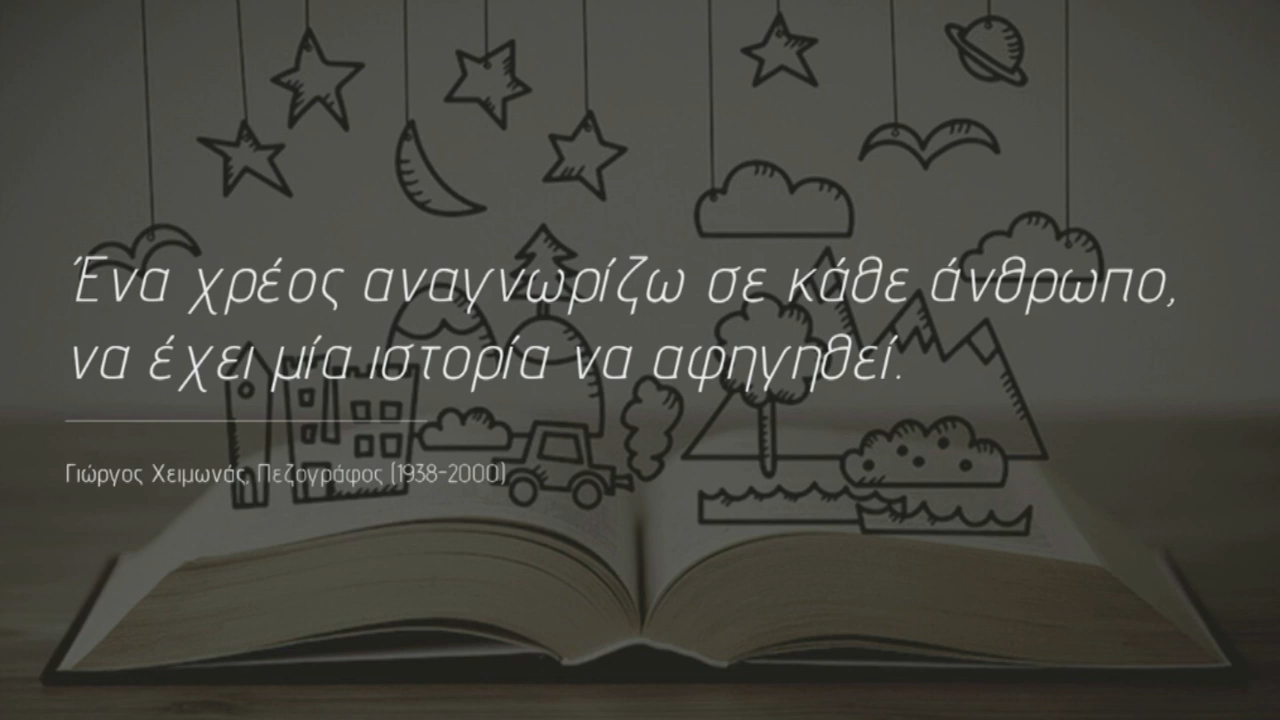 Ένα χρέος αναγνωρίζω σε κάθε άνθρωπο,
να έχει μία ιστορία να αφηγηθεί.
Γιώργος Χειμωνάς, Πεζογράφος (1938-2000)